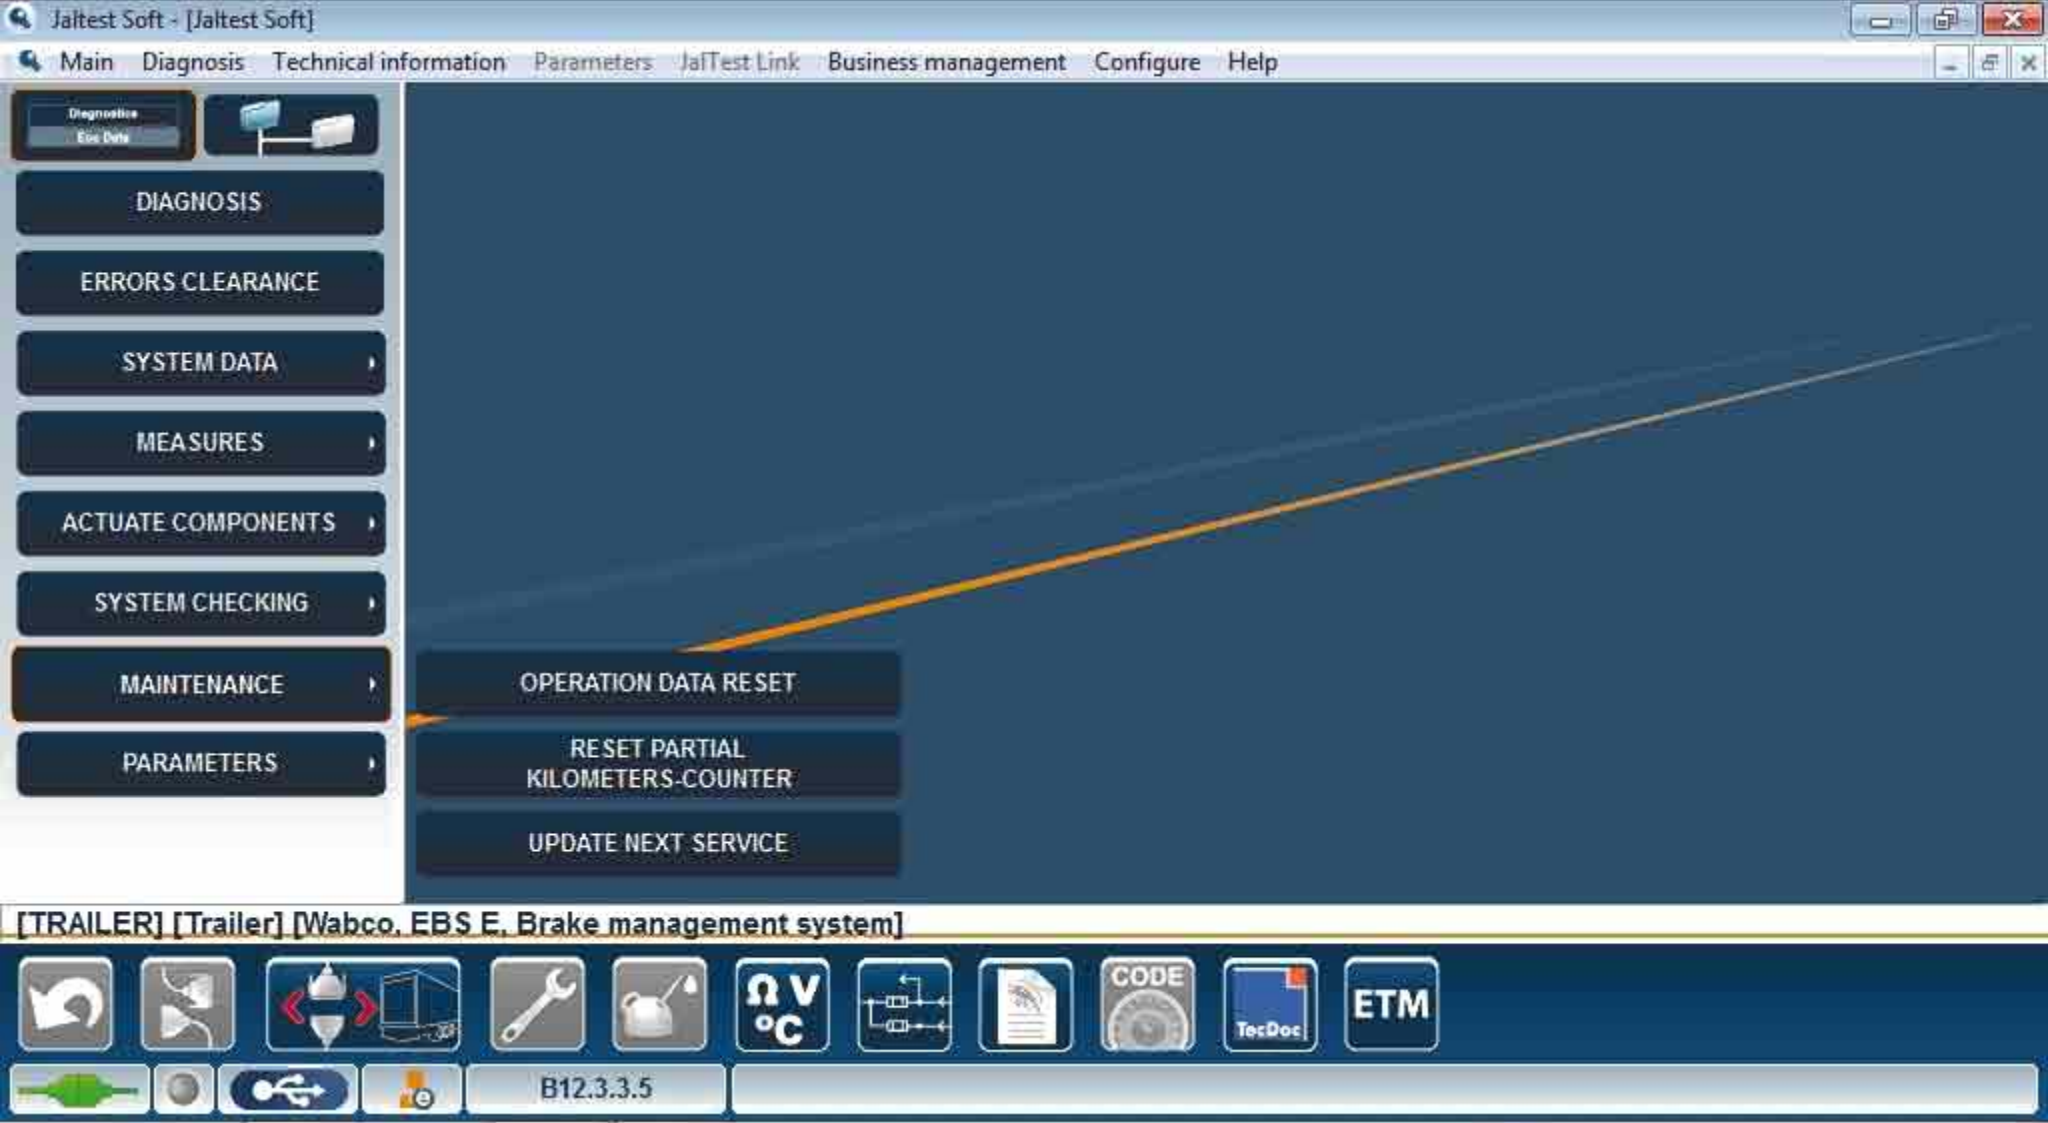 Jaltest Soft - [Jaltest Soft]
Main Diagnosis Technical information Parameters JalTest Link Business management Configure Help
Diagnostics
DIAGNOSIS
ERRORS CLEARANCE
SYSTEM DATA
MEASURES
ACTUATE COMPONENTS
SYSTEM CHECKING
MAINTENANCE
OPERATION DATA RESET
RESET PARTIAL
KILOMETERS-COUNTER
UPDATE NEXT SERVICE
PARAMETERS
[TRAILER] [Trailer] [Wabco, EBS E, Brake management system]
Ω V
°C
CODE
TecDoc
ETM
B12.3.3.5